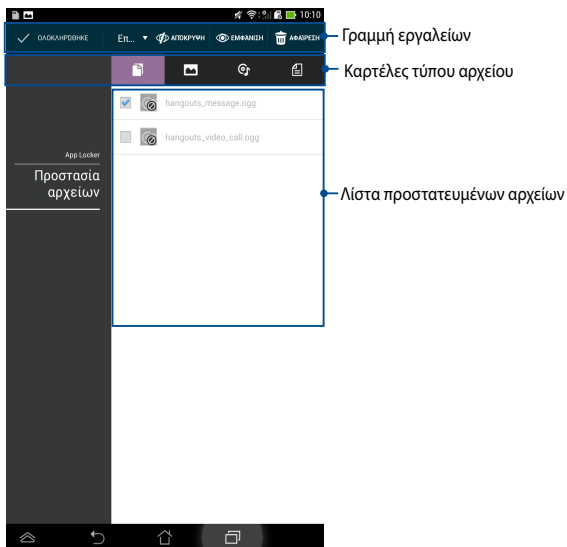 10:10
ΟΛΟΚΛΗΡΩΘΗΚΕ Επ... ΑΠΟΚΡΥΨΗ ΕΜΦΑΝΙΣΗ ΑΦΑΙΡΕΣΗ
Γραμμή εργαλείων
Καρτέλες τύπου αρχείου
hangouts_message.ogg
hangouts_video_call.ogg
App Locker
Προστασία
αρχείων
Λίστα προστατευμένων αρχείων